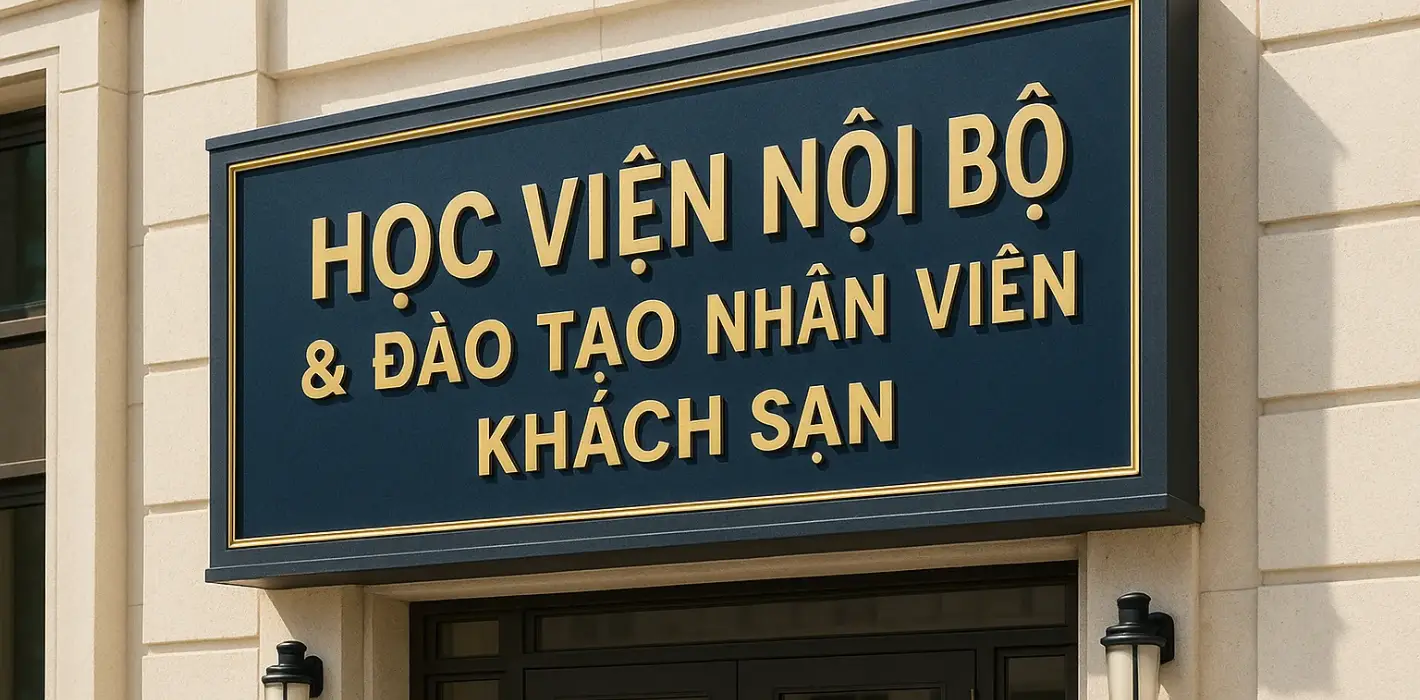 HỌC VIỆN NỘI BỘ
& ĐÀO TẠO NHÂN VIÊN
KHÁCH SẠN